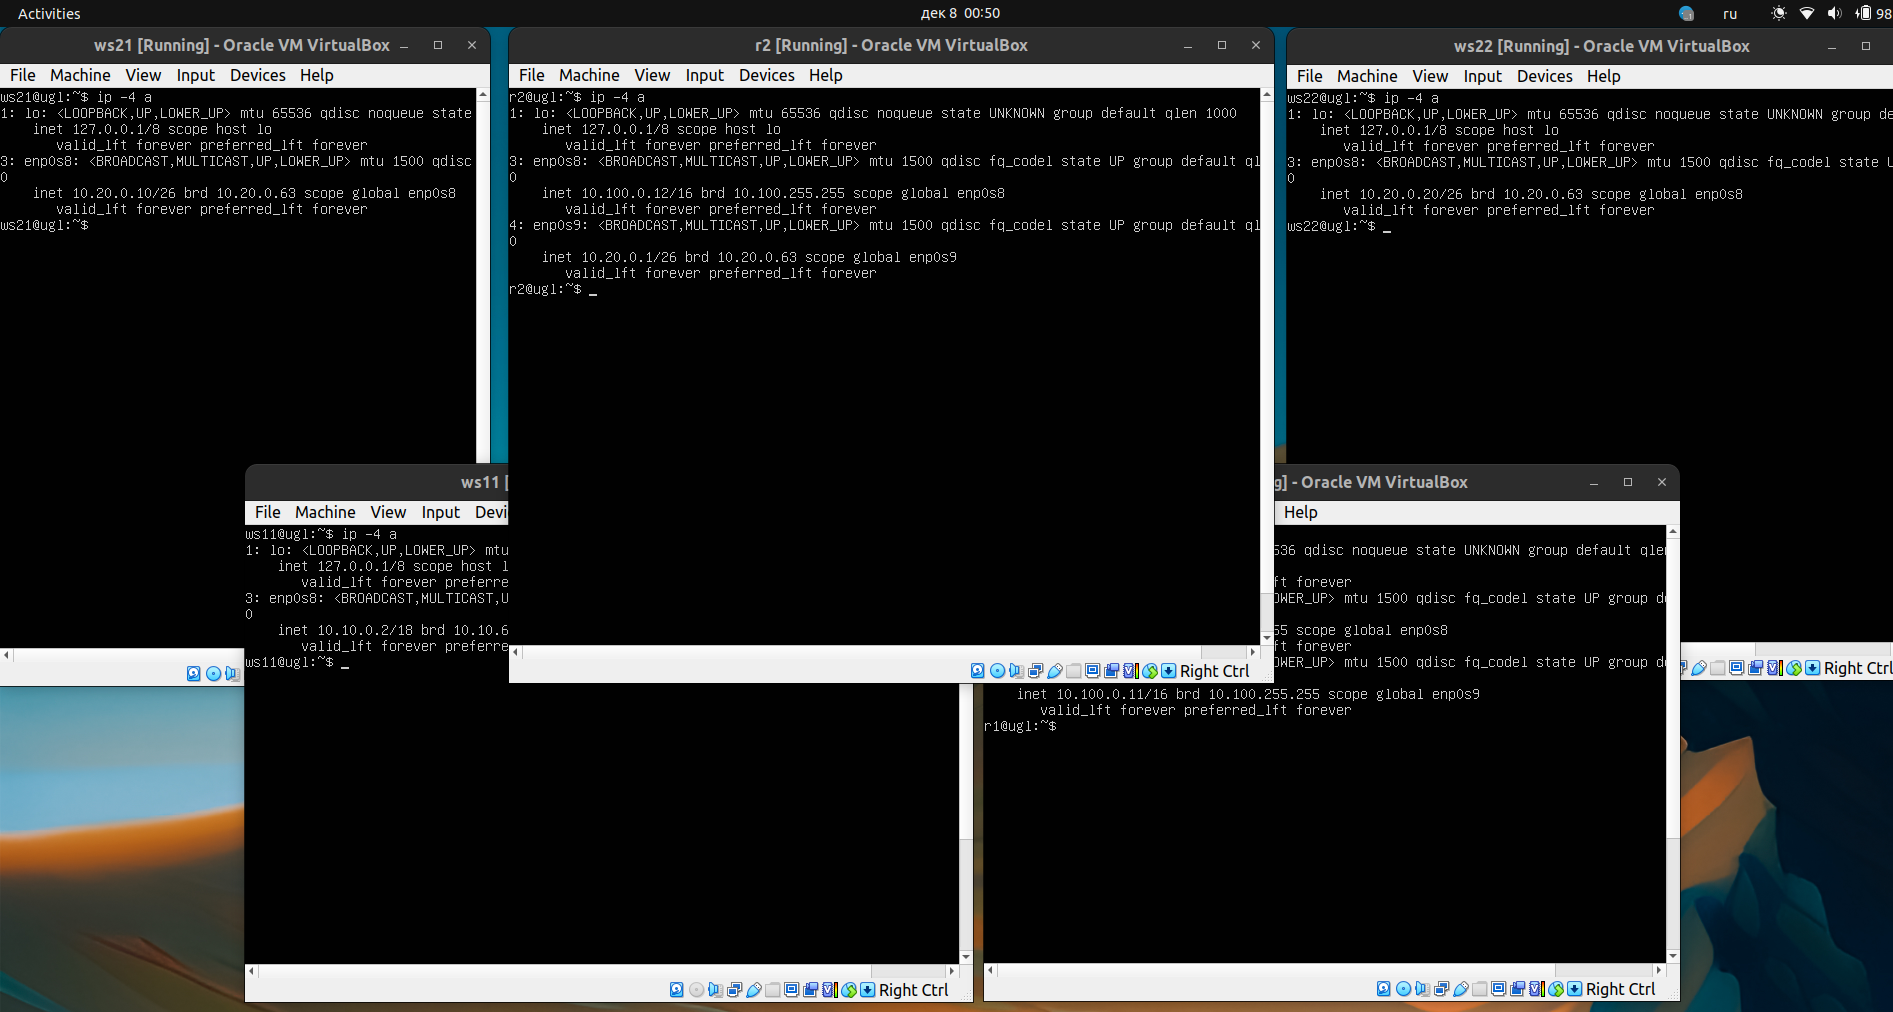 Activities
дек 8 00:50
ru
98
ws21 [Running] - Oracle VM VirtualBox
File Machine View Input Devices Help
ws21@ugl:~$ ip -4 a
1: lo: <LOOPBACK,UP,LOWER_UP> mtu 65536 qdisc noqueue state
inet 127.0.0.1/8 scope host lo
valid_lft forever preferred_lft forever
3: enp0s8: <BROADCAST,MULTICAST,UP,LOWER_UP> mtu 1500 qdisc
0
inet 10.20.0.10/26 brd 10.20.0.63 scope global enp0s8
valid_lft forever preferred_lft forever
ws21@ugl:~$
r2 [Running] - Oracle VM VirtualBox
File Machine View Input Devices Help
r2@ugl:~$ ip -4 a
1: lo: <LOOPBACK,UP,LOWER_UP> mtu 65536 qdisc noqueue state UNKNOWN group default qlen 1000
inet 127.0.0.1/8 scope host lo
valid_lft forever preferred_lft forever
3: enp0s8: <BROADCAST,MULTICAST,UP,LOWER_UP> mtu 1500 qdisc fq_codel state UP group default ql
0
inet 10.100.0.12/16 brd 10.100.255.255 scope global enp0s8
valid_lft forever preferred_lft forever
4: enp0s9: <BROADCAST,MULTICAST,UP,LOWER_UP> mtu 1500 qdisc fq_codel state UP group default ql
0
inet 10.20.0.1/26 brd 10.20.0.63 scope global enp0s9
valid_lft forever preferred_lft forever
r2@ugl:~$ _
Right Ctrl
ws22 [Running] - Oracle VM VirtualBox
File Machine View Input Devices Help
ws22@ugl:~$ ip -4 a
1: lo: <LOOPBACK,UP,LOWER_UP> mtu 65536 qdisc noqueue state UNKNOWN group de
inet 127.0.0.1/8 scope host lo
valid_lft forever preferred_lft forever
3: enp0s8: <BROADCAST,MULTICAST,UP,LOWER_UP> mtu 1500 qdisc fq_codel state U
0
inet 10.20.0.20/26 brd 10.20.0.63 scope global enp0s8
valid_lft forever preferred_lft forever
ws22@ugl:~$ _
Right Ctrl
ws11 [
File Machine View Input Devi
ws11@ugl:~$ ip -4 a
1: lo: <LOOPBACK,UP,LOWER_UP> mtu
inet 127.0.0.1/8 scope host l
valid_lft forever preferre
3: enp0s8: <BROADCAST,MULTICAST,U
0
inet 10.10.0.2/18 brd 10.10.6
valid_lft forever preferre
ws11@ugl:~$ _
Right Ctrl
g] - Oracle VM VirtualBox
Help
536 qdisc noqueue state UNKNOWN group default qlen
ft forever
OWER_UP> mtu 1500 qdisc fq_codel state UP group de
55 scope global enp0s8
ft forever
OWER_UP> mtu 1500 qdisc fq_codel state UP group de
inet 10.100.0.11/16 brd 10.100.255.255 scope global enp0s9
valid_lft forever preferred_lft forever
r1@ugl:~$
Right Ctrl